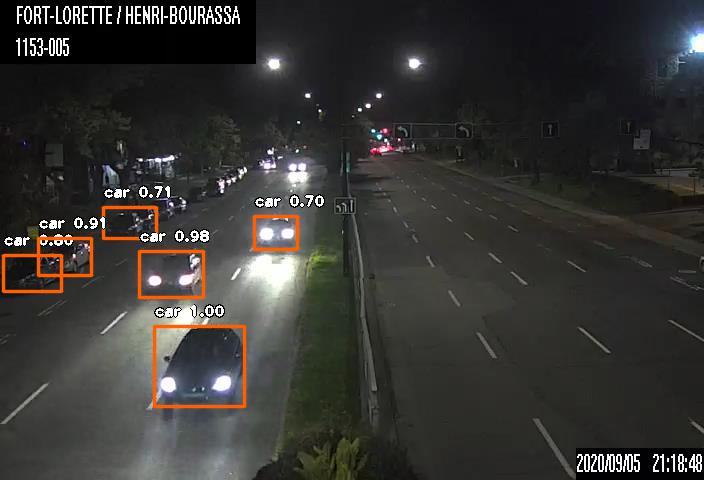 FORT-LORETTE / HENRI-BOURASSA
1153-005
car 0.71
car 0.70
car 0.91
car 0.98
car 1.00
2020/09/05 21:18:48